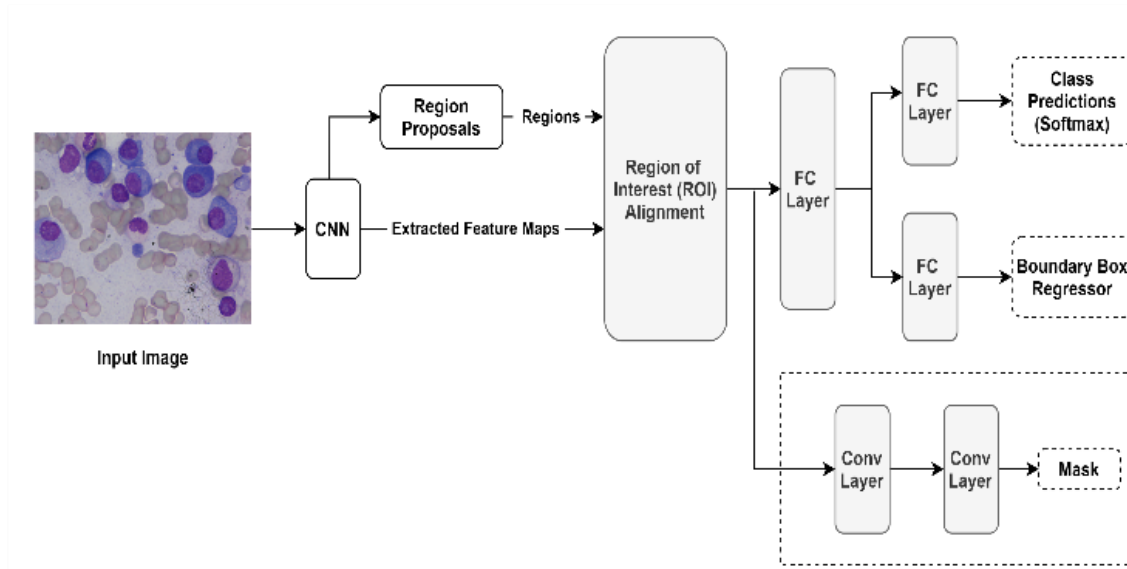 Input Image
CNN
Region
Proposals
Regions
Extracted Feature Maps
Region of
Interest (ROI)
Alignment
FC
Layer
FC
Layer
Class
Predictions
(Softmax)
FC
Layer
Boundary Box
Regressor
Conv
Layer
Conv
Layer
Mask